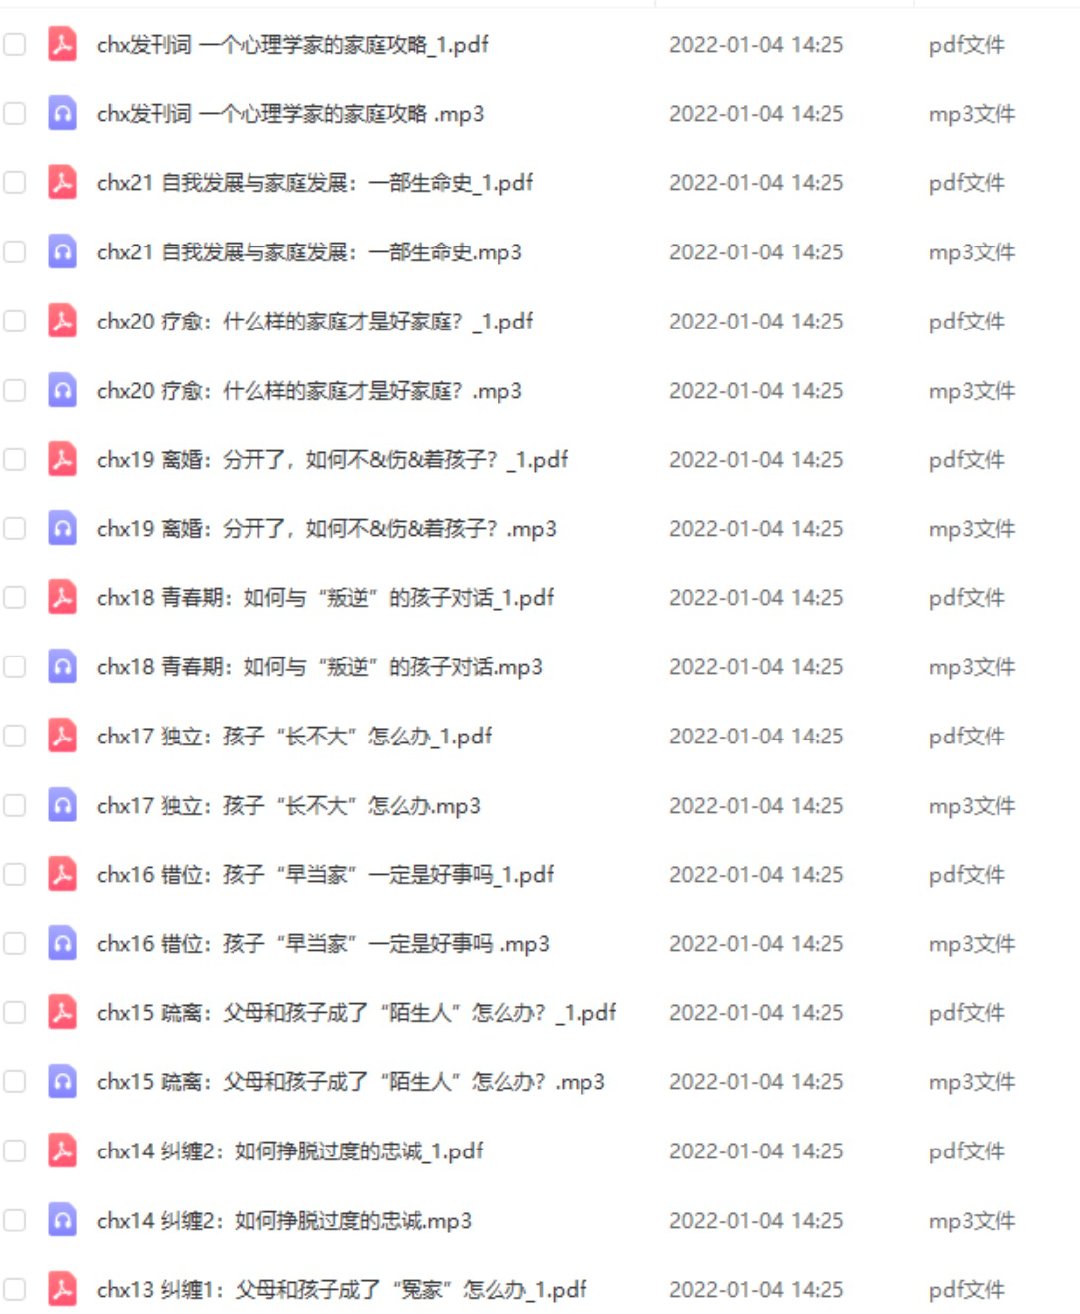 chx发刊词 一个心理学家的家庭攻略_1.pdf 2022-01-04 14:25 pdf文件
chx发刊词 一个心理学家的家庭攻略 .mp3 2022-01-04 14:25 mp3文件
chx21 自我发展与家庭发展：一部生命史_1.pdf 2022-01-04 14:25 pdf文件
chx21 自我发展与家庭发展：一部生命史.mp3 2022-01-04 14:25 mp3文件
chx20 疗愈：什么样的家庭才是好家庭？_1.pdf 2022-01-04 14:25 pdf文件
chx20 疗愈：什么样的家庭才是好家庭？.mp3 2022-01-04 14:25 mp3文件
chx19 离婚：分开了，如何不&伤&着孩子？_1.pdf 2022-01-04 14:25 pdf文件
chx19 离婚：分开了，如何不&伤&着孩子？.mp3 2022-01-04 14:25 mp3文件
chx18 青春期：如何与“叛逆”的孩子对话_1.pdf 2022-01-04 14:25 pdf文件
chx18 青春期：如何与“叛逆”的孩子对话.mp3 2022-01-04 14:25 mp3文件
chx17 独立：孩子“长不大”怎么办_1.pdf 2022-01-04 14:25 pdf文件
chx17 独立：孩子“长不大”怎么办.mp3 2022-01-04 14:25 mp3文件
chx16 错位：孩子“早当家”一定是好事吗_1.pdf 2022-01-04 14:25 pdf文件
chx16 错位：孩子“早当家”一定是好事吗 .mp3 2022-01-04 14:25 mp3文件
chx15 疏离：父母和孩子成了“陌生人”怎么办？_1.pdf 2022-01-04 14:25 pdf文件
chx15 疏离：父母和孩子成了“陌生人”怎么办？.mp3 2022-01-04 14:25 mp3文件
chx14 纠缠2：如何挣脱过度的忠诚_1.pdf 2022-01-04 14:25 pdf文件
chx14 纠缠2：如何挣脱过度的忠诚.mp3 2022-01-04 14:25 mp3文件
chx13 纠缠1：父母和孩子成了“冤家”怎么办_1.pdf 2022-01-04 14:25 pdf文件